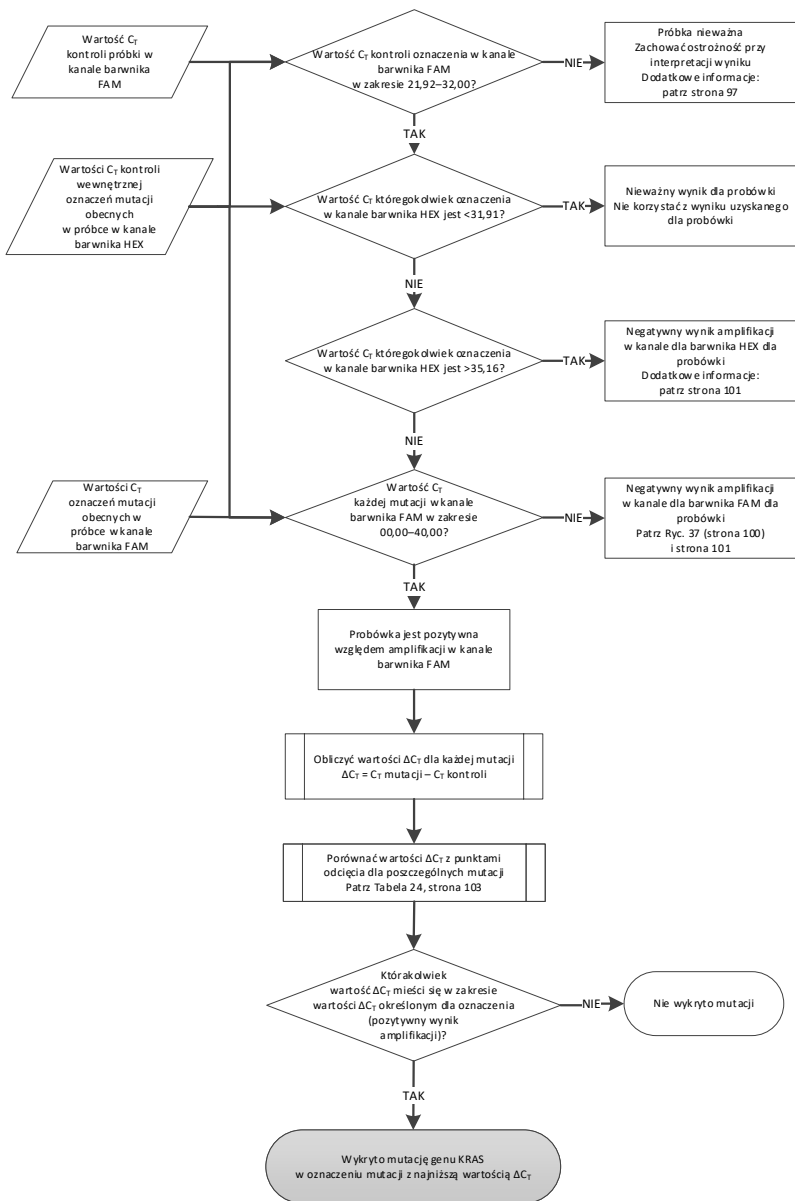 Wartość CT
kontroli próbki w
kanale barwnika
FAM
Wartość CT kontroli oznaczenia w kanale
barwnika FAM
w zakresie 21,92–32,00?
NIE
Próbka nieważna
Zachować ostrożność przy
interpretacji wyniku
Dodatkowe informacje:
patrz strona 97
TAK
Wartości CT kontroli
wewnętrznej
oznaczeń mutacji
obecnych
w próbce w kanale
barwnika HEX
Wartość CT któregokolwiek oznaczenia
w kanale barwnika HEX jest <31,91?
TAK
Nieważny wynik dla probówki
Nie korzystać z wyniku uzyskanego
dla probówki
NIE
Wartość CT któregokolwiek oznaczenia
w kanale barwnika HEX jest >35,16?
TAK
Negatywny wynik amplifikacji
w kanale dla barwnika HEX dla
probówki
Dodatkowe informacje:
patrz strona 101
NIE
Wartości CT
oznaczeń mutacji
obecnych w
próbce w kanale
barwnika FAM
Wartość CT
każdej mutacji w kanale
barwnika FAM w zakresie
00,00–40,00?
NIE
Negatywny wynik amplifikacji
w kanale dla barwnika FAM dla
probówki
Patrz Ryc. 37 (strona 100)
i strona 101
TAK
Probówka jest pozytywna
względem amplifikacji w kanale
barwnika FAM
Obliczyć wartości ΔCT dla każdej mutacji
ΔCT = CT mutacji – CT kontroli
Porównać wartości ΔCT z punktami
odcięcia dla poszczególnych mutacji
Patrz Tabela 24, strona 103
Którakolwiek
wartość ΔCT mieści się w zakresie
wartości ΔCT określonym dla oznaczenia
(pozytywny wynik
amplifikacji)?
NIE
Nie wykryto mutacji
TAK
Wykryto mutację genu KRAS
w oznaczeniu mutacji z najniższą wartością ΔCT